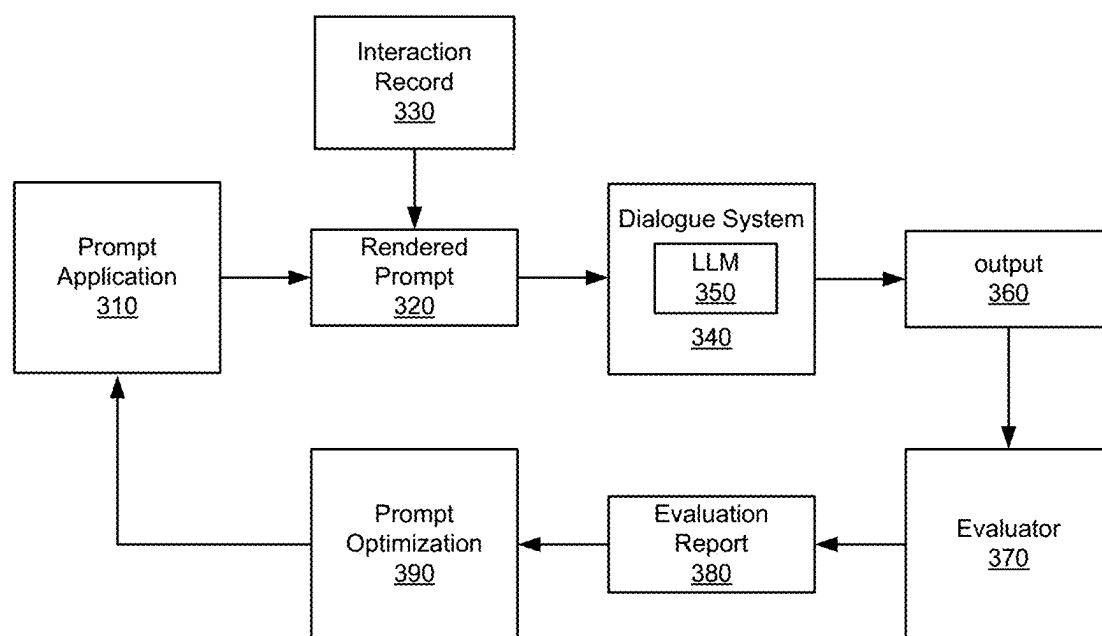 Interaction
Record
330
Prompt
Application
310
Rendered
Prompt
320
Dialogue System
LLM
350
340
output
360
Prompt
Optimization
390
Evaluation
Report
380
Evaluator
370